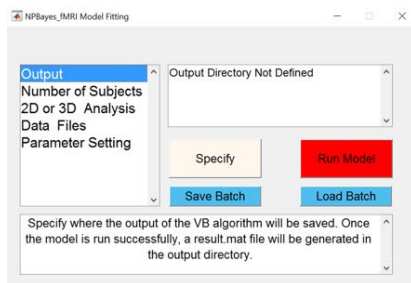 NPBayes_fMRI Model Fitting
Output
Number of Subjects
2D or 3D Analysis
Data Files
Parameter Setting
Output Directory Not Defined
Specify
Run Model
Save Batch
Load Batch
Specify where the output of the VB algorithm will be saved. Once
the model is run successfully, a result.mat file will be generated in
the output directory.